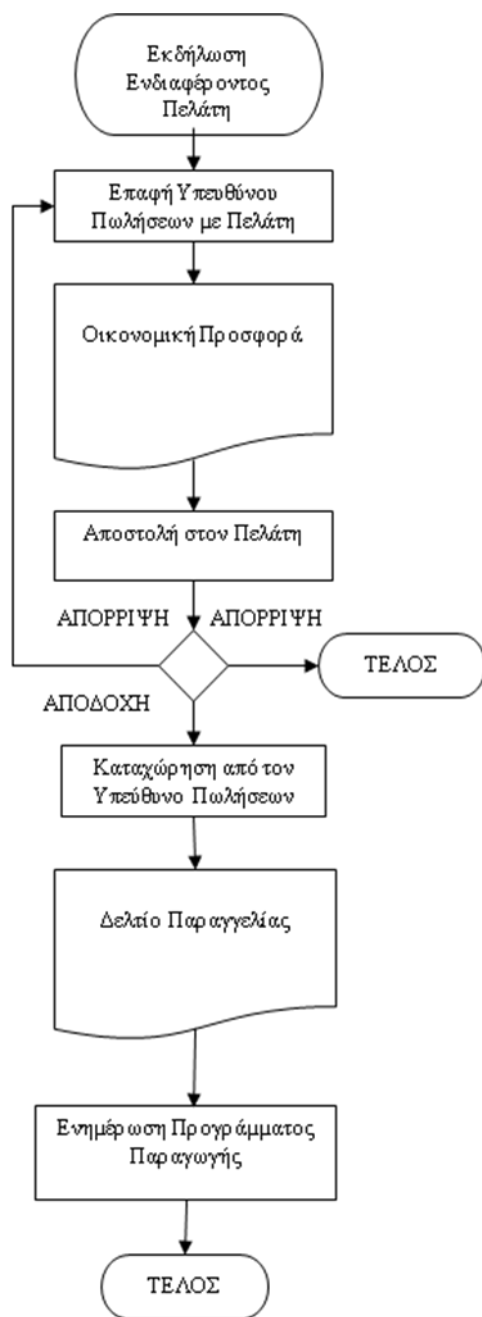 Εκδήλωση
Ενδιαφέροντος
Πελάτη
Επαφή Υπευθύνου
Πωλήσεων με Πελάτη
Οικονομική Προσφορά
Αποστολή στον Πελάτη
ΑΠΟΡΡΙΨΗ
ΑΠΟΡΡΙΨΗ
ΤΕΛΟΣ
ΑΠΟΔΟΧΗ
Καταχώρηση από τον
Υπεύθυνο Πωλήσεων
Δελτίο Παραγγελίας
Ενημέρωση Προγράμματος
Παραγωγής
ΤΕΛΟΣ